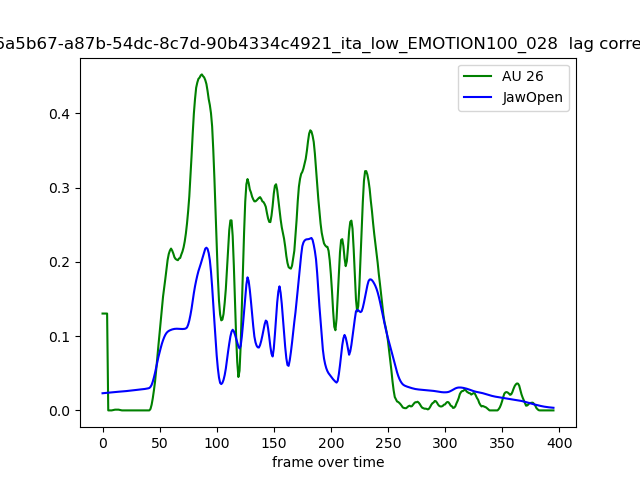 6a5b67-a87b-54dc-8c7d-90b4334c4921_ita_low_EMOTION100_028 lag corre
AU 26
JawOpen
0.4
0.3
0.2
0.1
0.0
0 50 100 150 200 250 300 350 400
frame over time